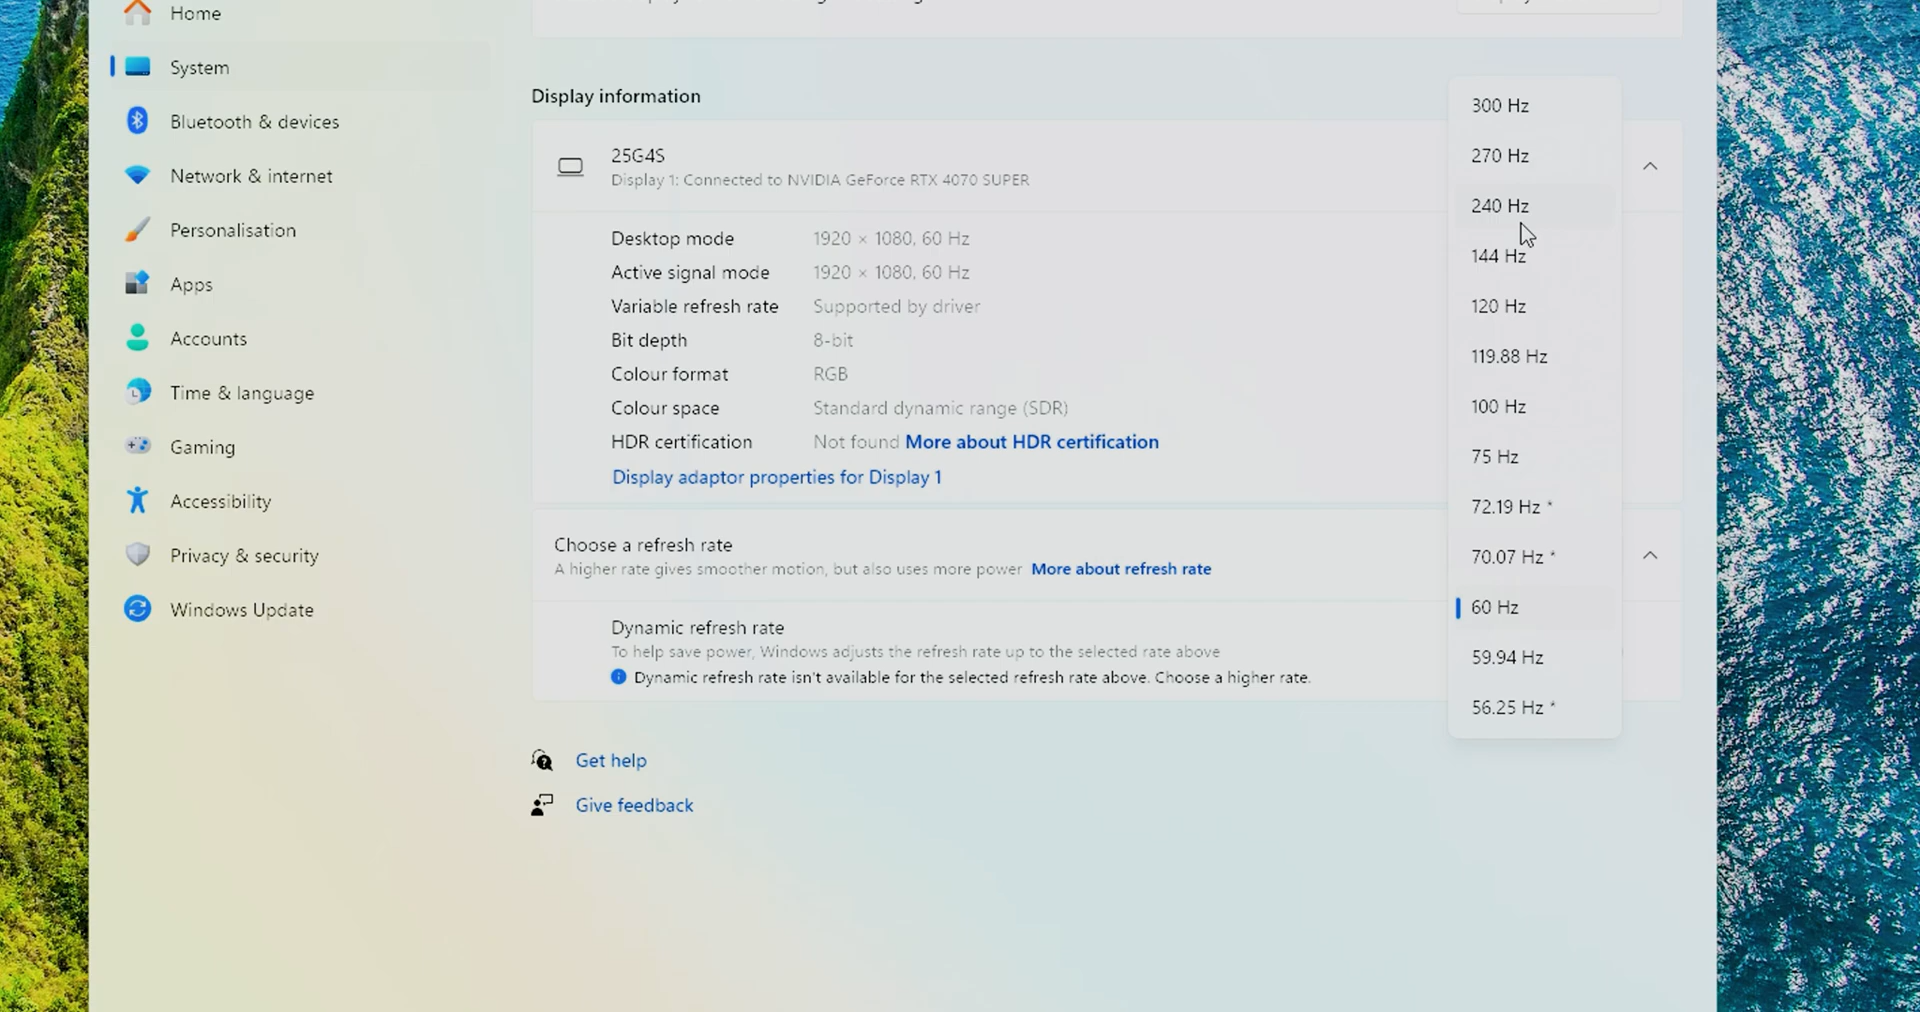 Home
System
Bluetooth & devices
Network & internet
Personalisation
Apps
Accounts
Time & language
Gaming
Accessibility
Privacy & security
Windows Update
Display information
25G4S
Display 1: Connected to NVIDIA GeForce RTX 4070 SUPER
Desktop mode 1920 × 1080, 60 Hz
Active signal mode 1920 × 1080, 60 Hz
Variable refresh rate Supported by driver
Bit depth 8-bit
Colour format RGB
Colour space Standard dynamic range (SDR)
HDR certification Not found More about HDR certification
Display adaptor properties for Display 1
Choose a refresh rate
A higher rate gives smoother motion, but also uses more power More about refresh rate
Dynamic refresh rate
To help save power, Windows adjusts the refresh rate up to the selected rate above
Dynamic refresh rate isn't available for the selected refresh rate above. Choose a higher rate.
Get help
Give feedback
300 Hz
270 Hz
240 Hz
144 Hz
120 Hz
119.88 Hz
100 Hz
75 Hz
72.19 Hz *
70.07 Hz *
60 Hz
59.94 Hz
56.25 Hz *